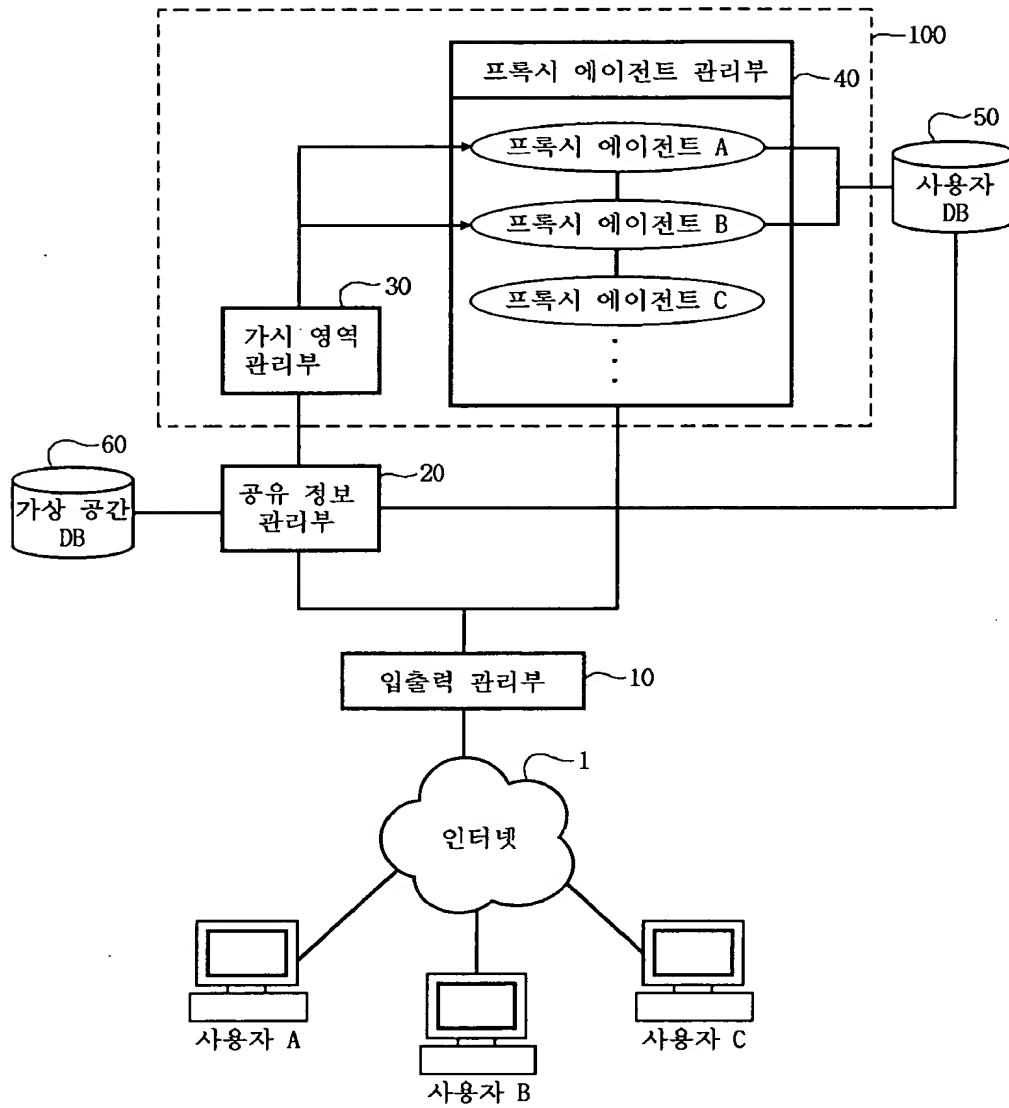 100
프록시 에이전트 관리부
40
프록시 에이전트 A
50
사용자
DB
프록시 에이전트 B
프록시 에이전트 C
30
가시 영역
관리부
60
가상 공간
DB
20
공유 정보
관리부
입출력 관리부
10
1
인터넷
사용자 A
사용자 B
사용자 C